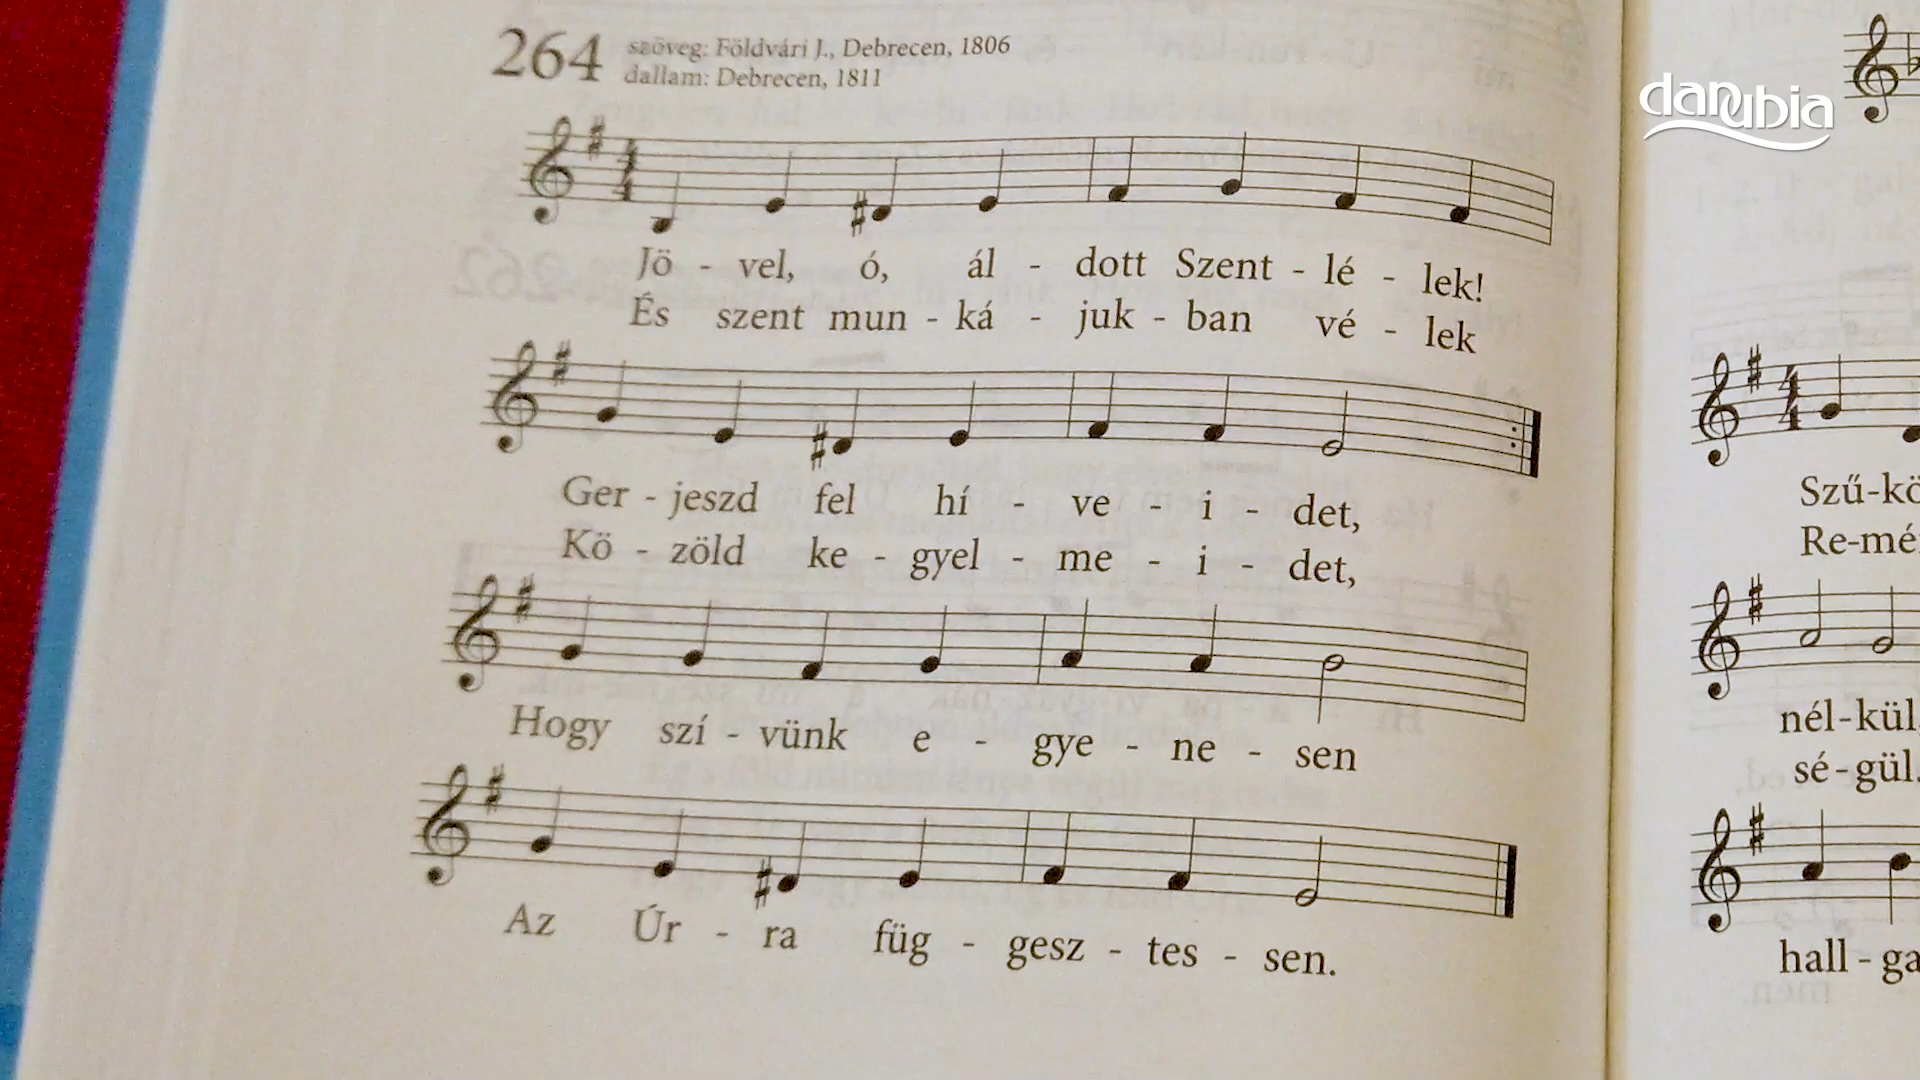 264 szöveg: Földvári J., Debrecen, 1806
dallam: Debrecen, 1811
danubia
Jö - vel, ó, ál - dott Szent - lé - lek!
És szent mun - ká - juk - ban vé - lek
Ger - jeszd fel hí - ve - i - det,
Kö - zöld ke - gyel - me - i - det,
Hogy szí - vünk e - gye - ne - sen
Az Úr - ra füg - gesz - tes - sen.
Szű-kö
Re-mé
nél-kül
sé-gül.
hall - ga